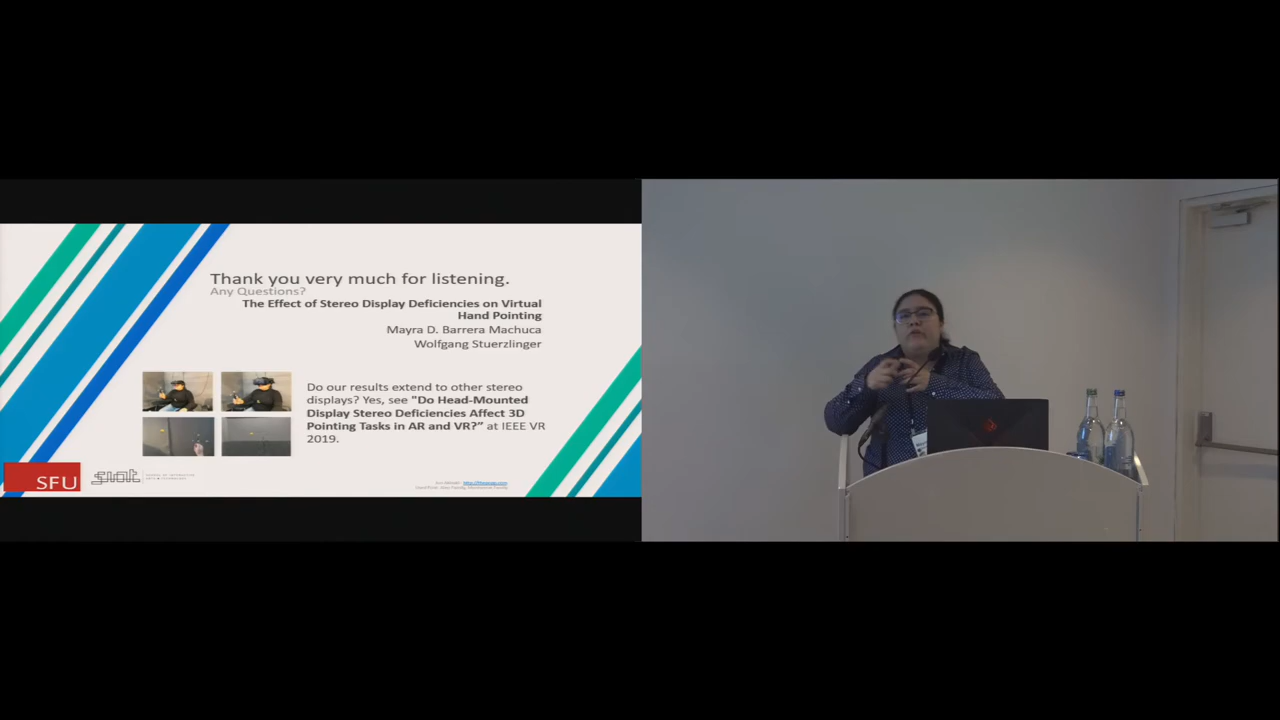 Thank you very much for listening.
Any Questions?
The Effect of Stereo Display Deficiencies on Virtual
Hand Pointing
Mayra D. Barrera Machuca
Wolfgang Stuerzlinger
Do our results extend to other stereo
displays? Yes, see "Do Head-Mounted
Display Stereo Deficiencies Affect 3D
Pointing Tasks in AR and VR?” at IEEE VR
2019.
SFU
siat